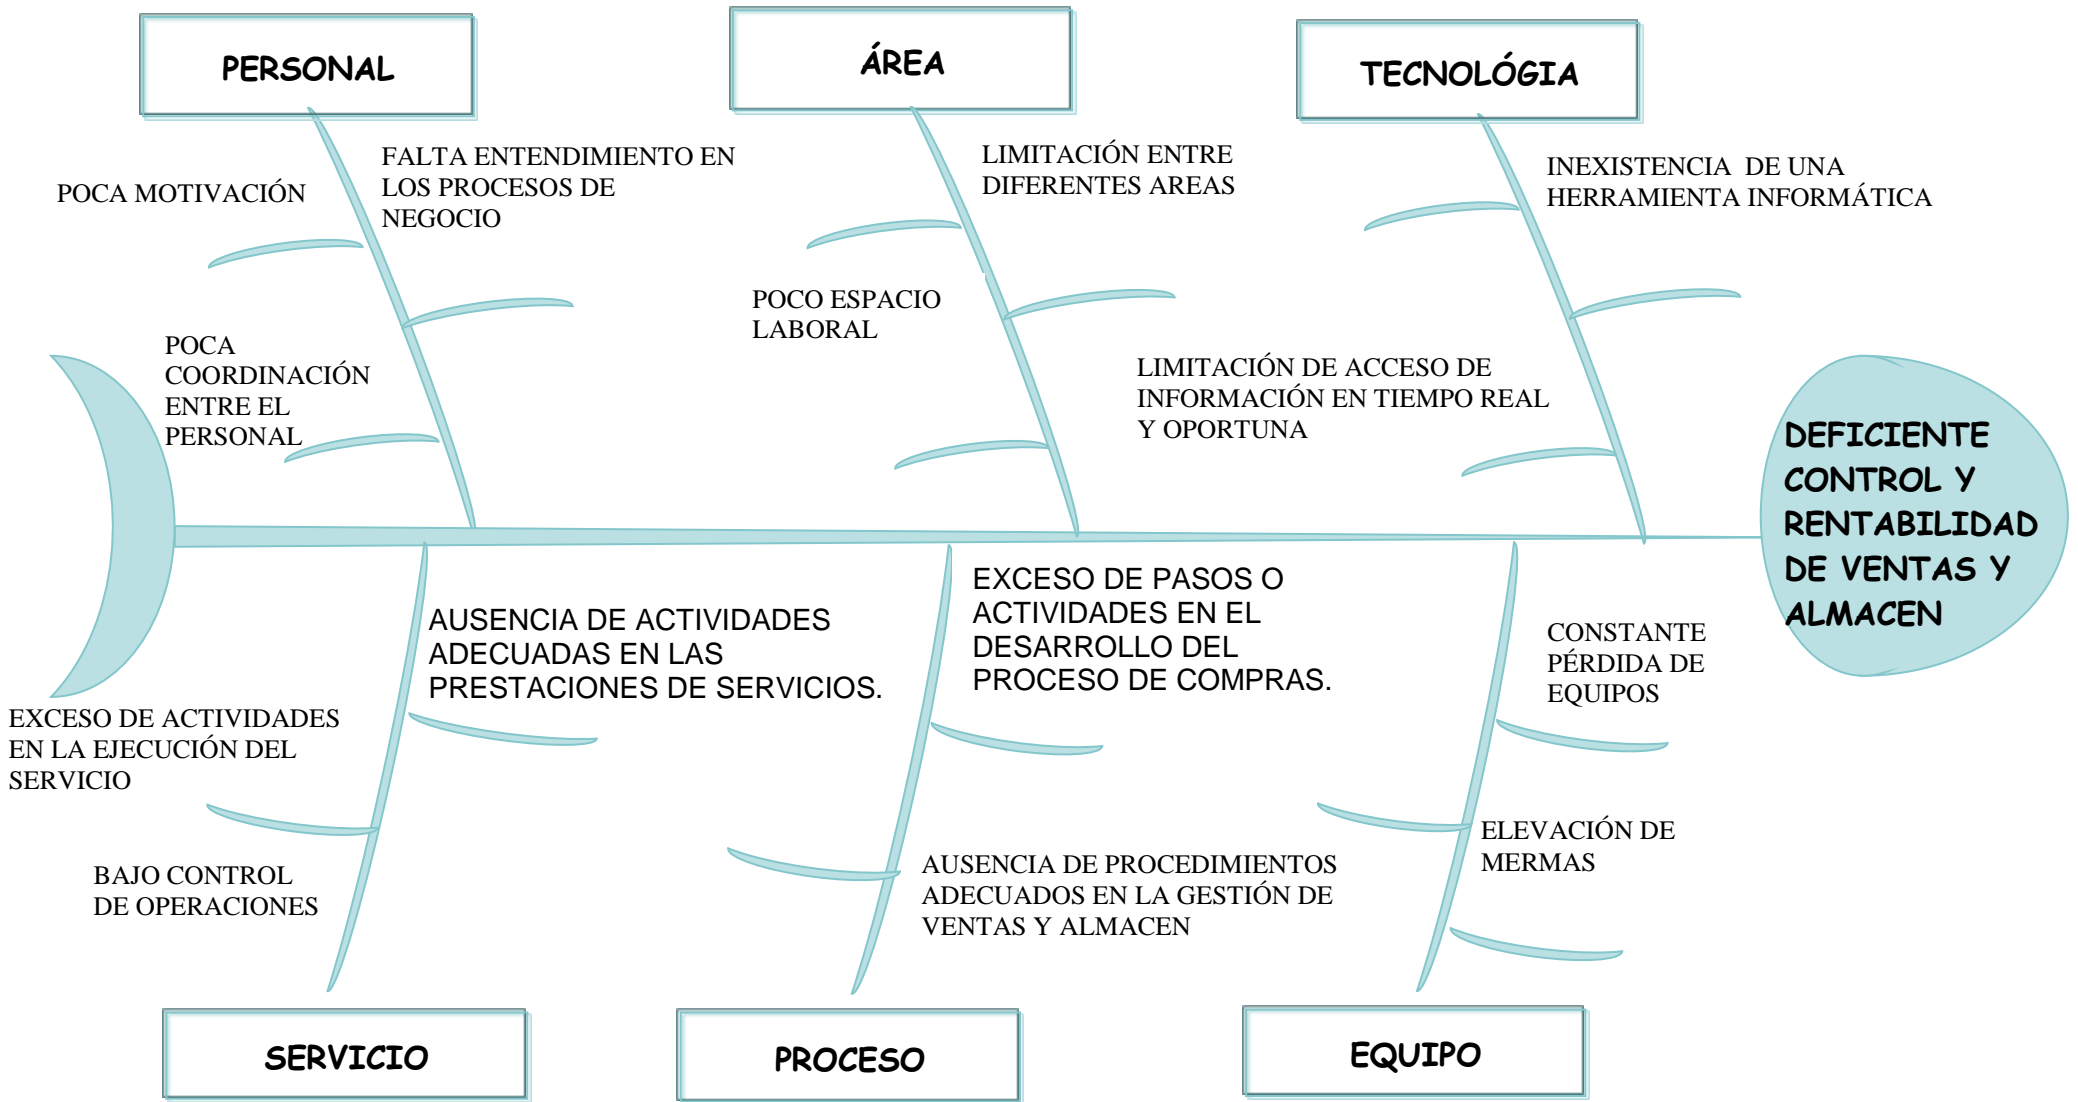 PERSONAL
ÁREA
TECNOLÓGIA
POCA MOTIVACIÓN
FALTA ENTENDIMIENTO EN
LOS PROCESOS DE
NEGOCIO
POCA
COORDINACIÓN
ENTRE EL
PERSONAL
LIMITACIÓN ENTRE
DIFERENTES AREAS
POCO ESPACIO
LABORAL
INEXISTENCIA DE UNA
HERRAMIENTA INFORMÁTICA
LIMITACIÓN DE ACCESO DE
INFORMACIÓN EN TIEMPO REAL
Y OPORTUNA
DEFICIENTE
CONTROL Y
RENTABILIDAD
DE VENTAS Y
ALMACEN
EXCESO DE ACTIVIDADES
EN LA EJECUCIÓN DEL
SERVICIO
AUSENCIA DE ACTIVIDADES
ADECUADAS EN LAS
PRESTACIONES DE SERVICIOS.
BAJO CONTROL
DE OPERACIONES
EXCESO DE PASOS O
ACTIVIDADES EN EL
DESARROLLO DEL
PROCESO DE COMPRAS.
AUSENCIA DE PROCEDIMIENTOS
ADECUADOS EN LA GESTIÓN DE
VENTAS Y ALMACEN
CONSTANTE
PÉRDIDA DE
EQUIPOS
ELEVACIÓN DE
MERMAS
SERVICIO
PROCESO
EQUIPO